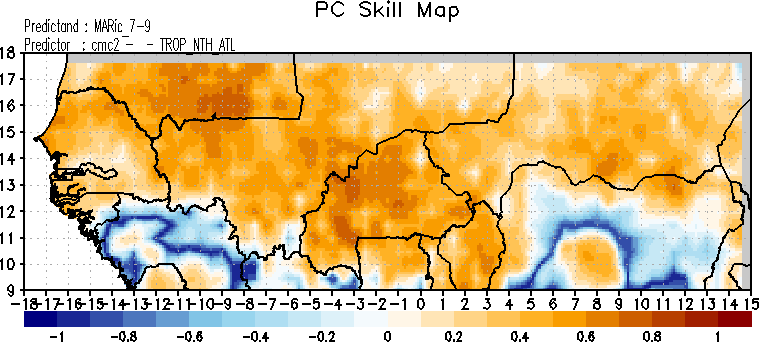 PC Skill Map
Predictand : MARic_7-9
Predictor : cmc2_- - -TROP_NTH_ATL
18
17
16
15
14
13
12
11
10
9
-18 -17 -16 -15 -14 -13 -12 -11 -10 -9 -8 -7 -6 -5 -4 -3 -2 -1 0 1 2 3 4 5 6 7 8 9 10 11 12 13 14 15
-1 -0.8 -0.6 -0.4 -0.2 0 0.2 0.4 0.6 0.8 1